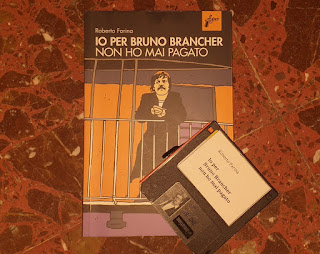 Roberto Farina
IO PER BRUNO BRANCHER
NON HO MAI PAGATO
Roberto Farina
Io per
Bruno Brancher
non ho mai pagato